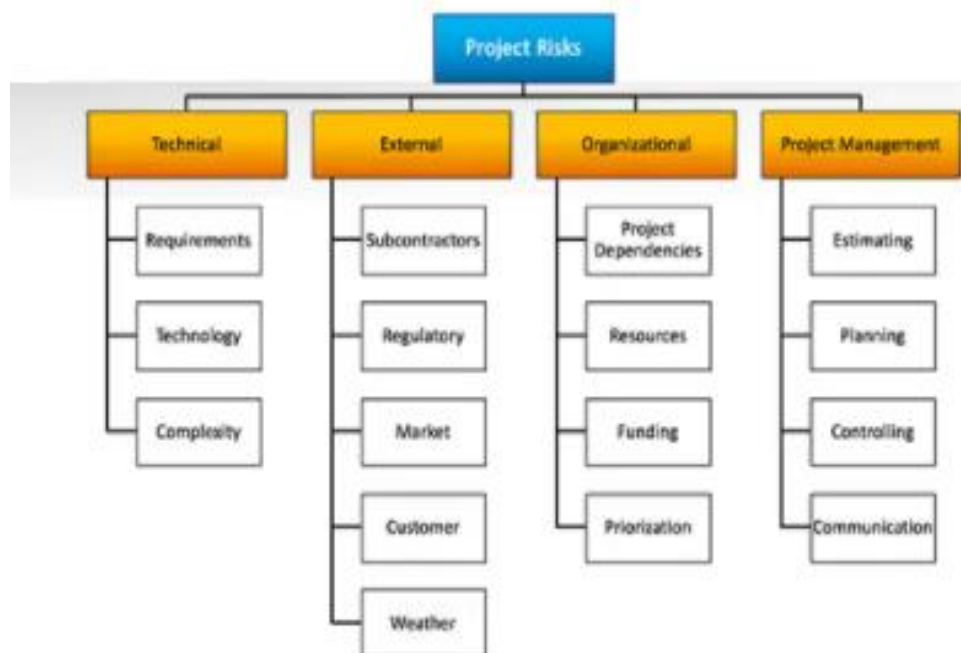 Project Risks
Technical
External
Organizational
Project Management
Requirements
Technology
Complexity
Subcontractors
Regulatory
Market
Customer
Weather
Project
Dependencies
Resources
Funding
Priorization
Estimating
Planning
Controlling
Communication